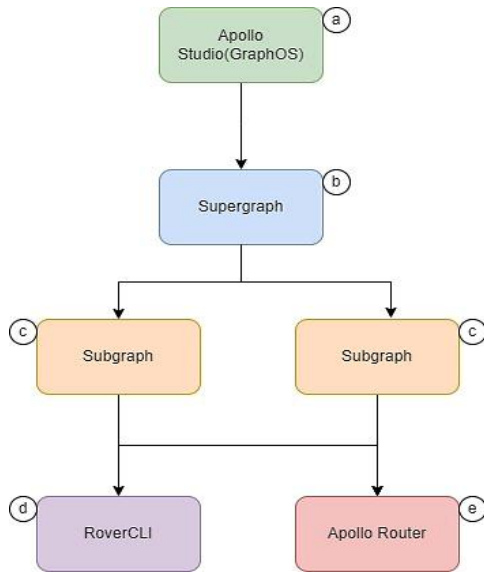 a
Apollo
Studio(GraphOS)
b
Supergraph
c
Subgraph
c
Subgraph
d
RoverCLI
e
Apollo Router